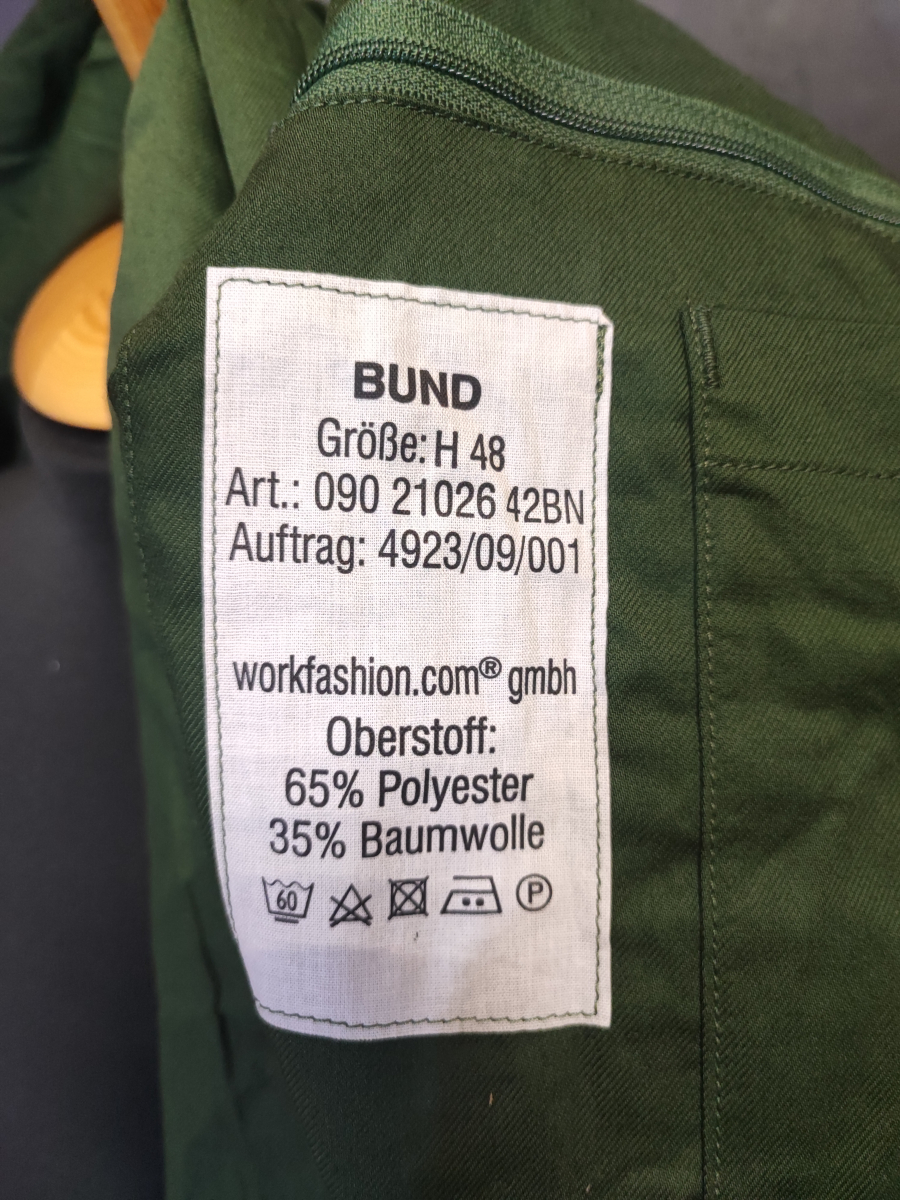 BUND
Größe: H 48
Art.: 090 21026 42BN
Auftrag: 4923/09/001
workfashion.com® gmbh
Oberstoff:
65% Polyester
35% Baumwolle
60 P